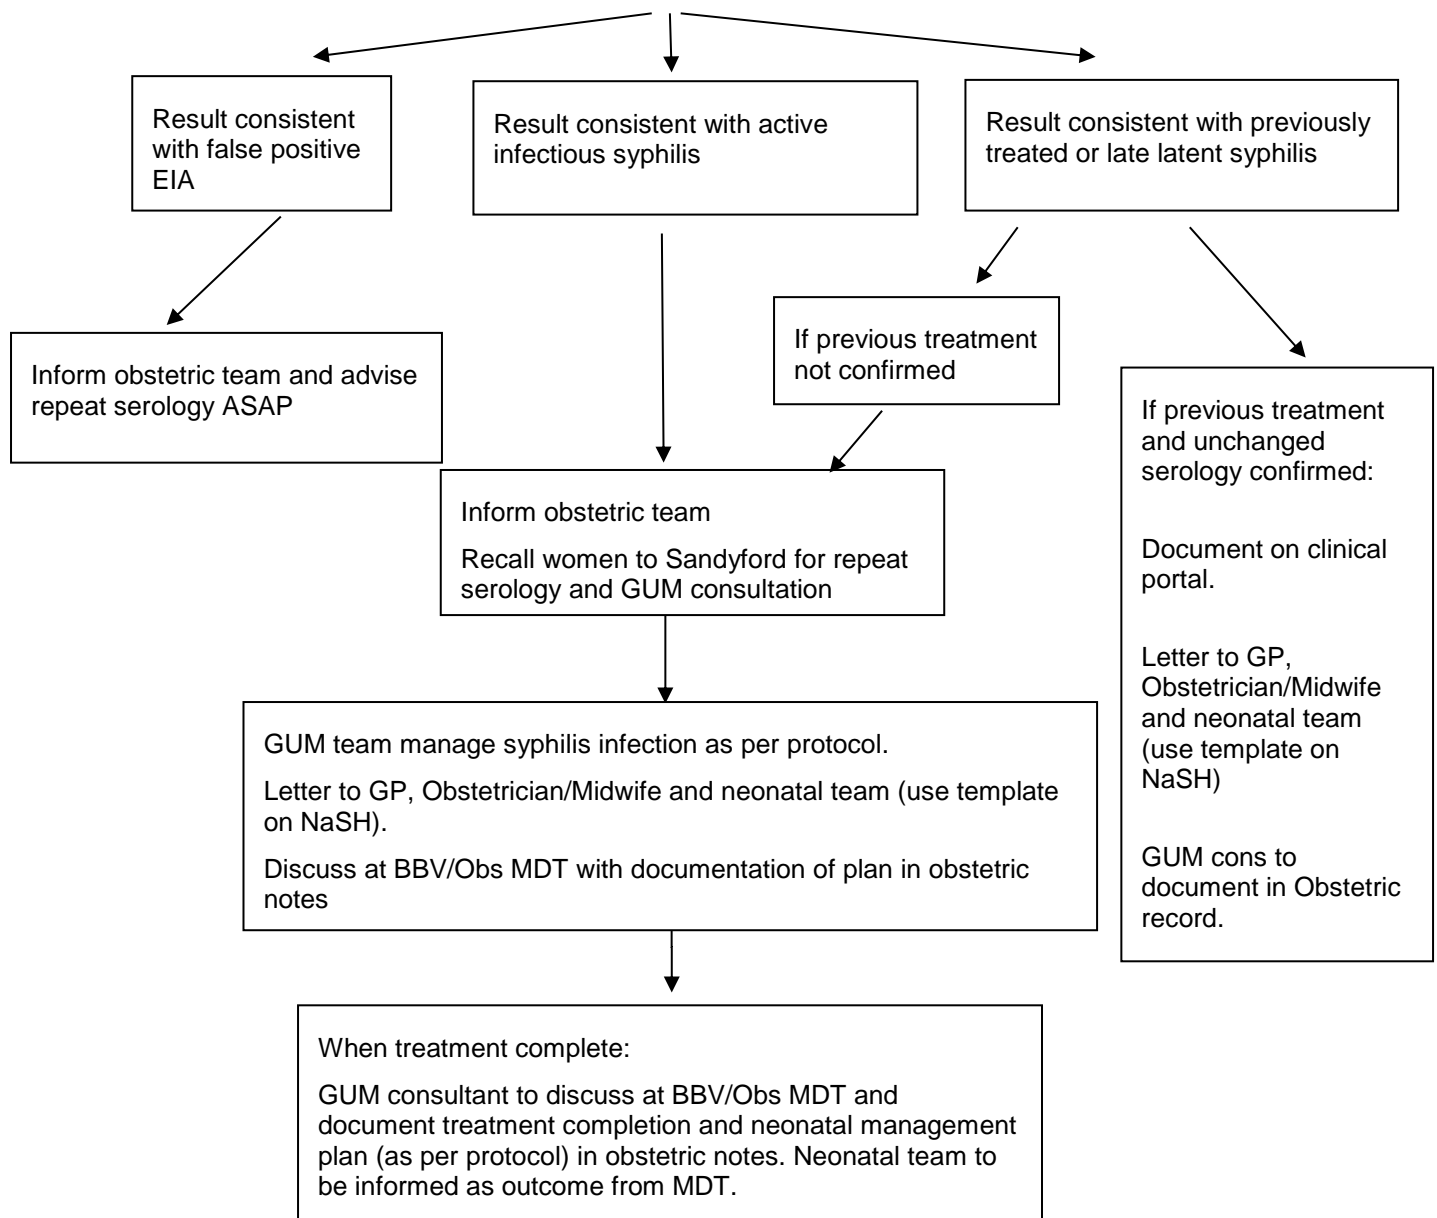 Result consistent
with false positive
EIA
Result consistent with active
infectious syphilis
Result consistent with previously
treated or late latent syphilis
Inform obstetric team and advise
repeat serology ASAP
If previous treatment
not confirmed
If previous treatment
and unchanged
serology confirmed:
Document on clinical
portal.
Letter to GP,
Obstetrician/Midwife
and neonatal team
(use template on
NaSH)
GUM cons to
document in Obstetric
record.
Inform obstetric team
Recall women to Sandyford for repeat
serology and GUM consultation
GUM team manage syphilis infection as per protocol.
Letter to GP, Obstetrician/Midwife and neonatal team (use template
on NaSH).
Discuss at BBV/Obs MDT with documentation of plan in obstetric
notes
When treatment complete:
GUM consultant to discuss at BBV/Obs MDT and
document treatment completion and neonatal management
plan (as per protocol) in obstetric notes. Neonatal team to
be informed as outcome from MDT.